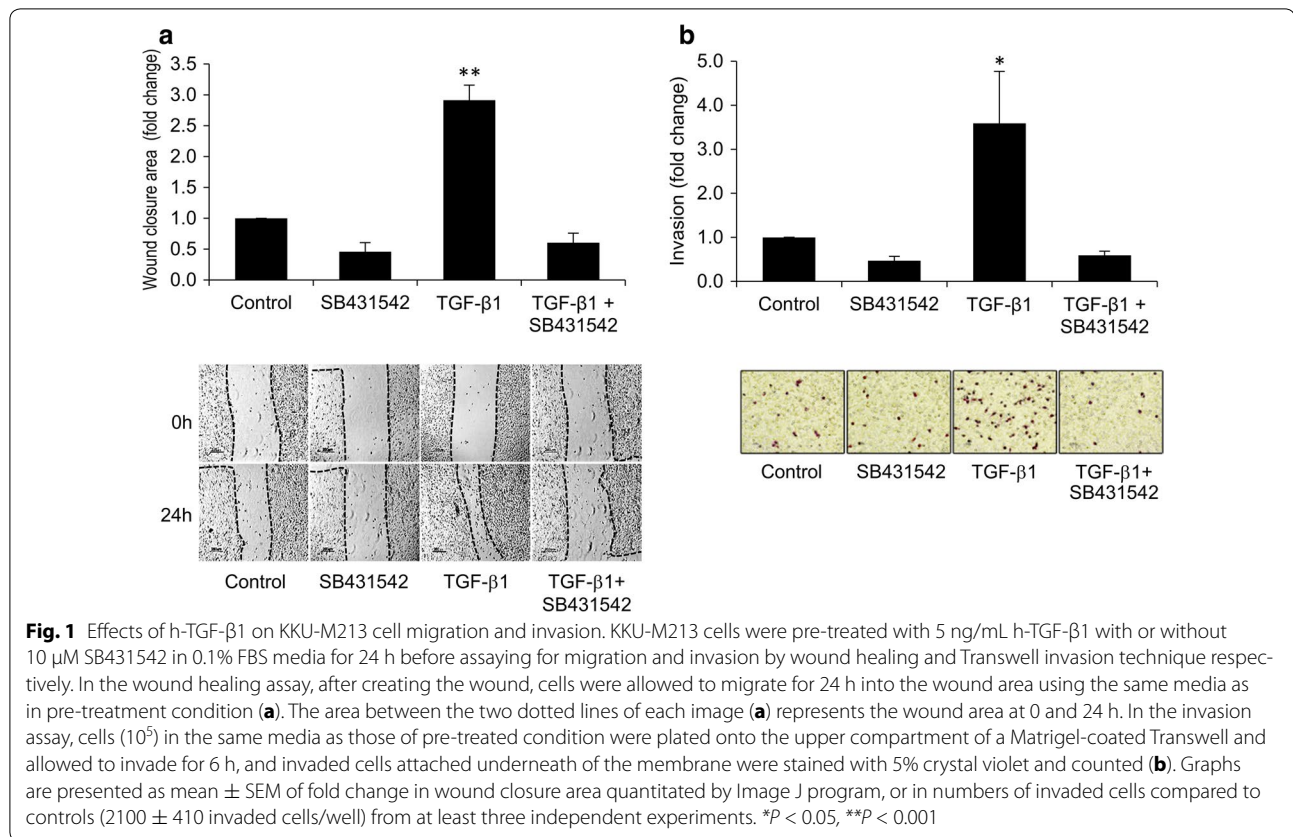 a
Wound closure area (fold change)
3.5
3.0
2.5
2.0
1.5
1.0
0.5
0.0
**
Control
SB431542
TGF-β1
TGF-β1 +
SB431542
0h
24h
Control
SB431542
TGF-β1
TGF-β1+
SB431542
b
Invasion (fold change)
5.0
4.0
3.0
2.0
1.0
0.0
*
Control
SB431542
TGF-β1
TGF-β1 +
SB431542
Control
SB431542
TGF-β1
TGF-β1+
SB431542
Fig. 1 Effects of h-TGF-β1 on KKU-M213 cell migration and invasion. KKU-M213 cells were pre-treated with 5 ng/mL h-TGF-β1 with or without
10 μM SB431542 in 0.1% FBS media for 24 h before assaying for migration and invasion by wound healing and Transwell invasion technique respec-
tively. In the wound healing assay, after creating the wound, cells were allowed to migrate for 24 h into the wound area using the same media as
in pre-treatment condition (a). The area between the two dotted lines of each image (a) represents the wound area at 0 and 24 h. In the invasion
assay, cells (10⁵) in the same media as those of pre-treated condition were plated onto the upper compartment of a Matrigel-coated Transwell and
allowed to invade for 6 h, and invaded cells attached underneath of the membrane were stained with 5% crystal violet and counted (b). Graphs
are presented as mean ± SEM of fold change in wound closure area quantitated by Image J program, or in numbers of invaded cells compared to
controls (2100 ± 410 invaded cells/well) from at least three independent experiments. *P < 0.05, **P < 0.001